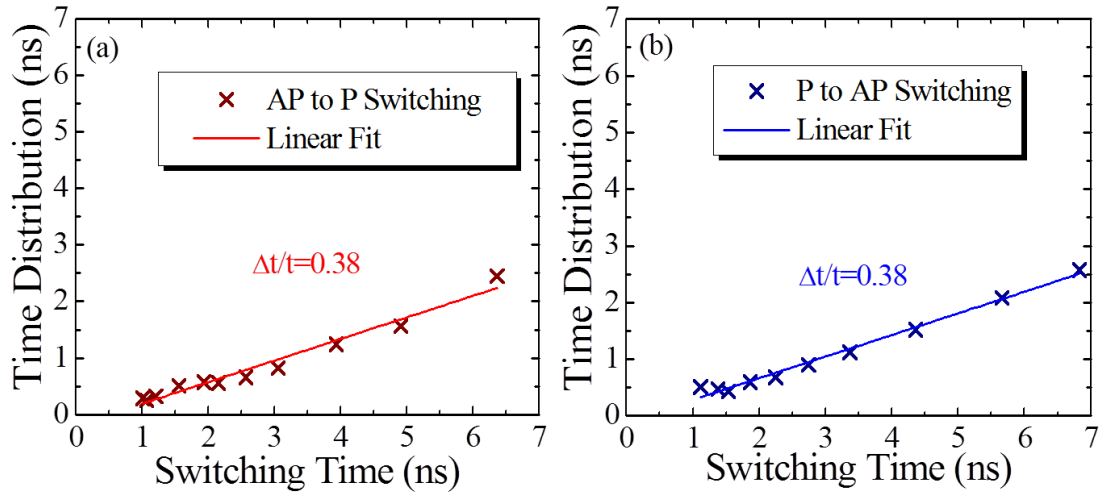 (a)
AP to P Switching
Linear Fit
Δt/t=0.38
Time Distribution (ns)
7
6
5
4
3
2
1
0
0 1 2 3 4 5 6 7
Switching Time (ns)
(b)
P to AP Switching
Linear Fit
Δt/t=0.38
Time Distribution (ns)
7
6
5
4
3
2
1
0
0 1 2 3 4 5 6 7
Switching Time (ns)